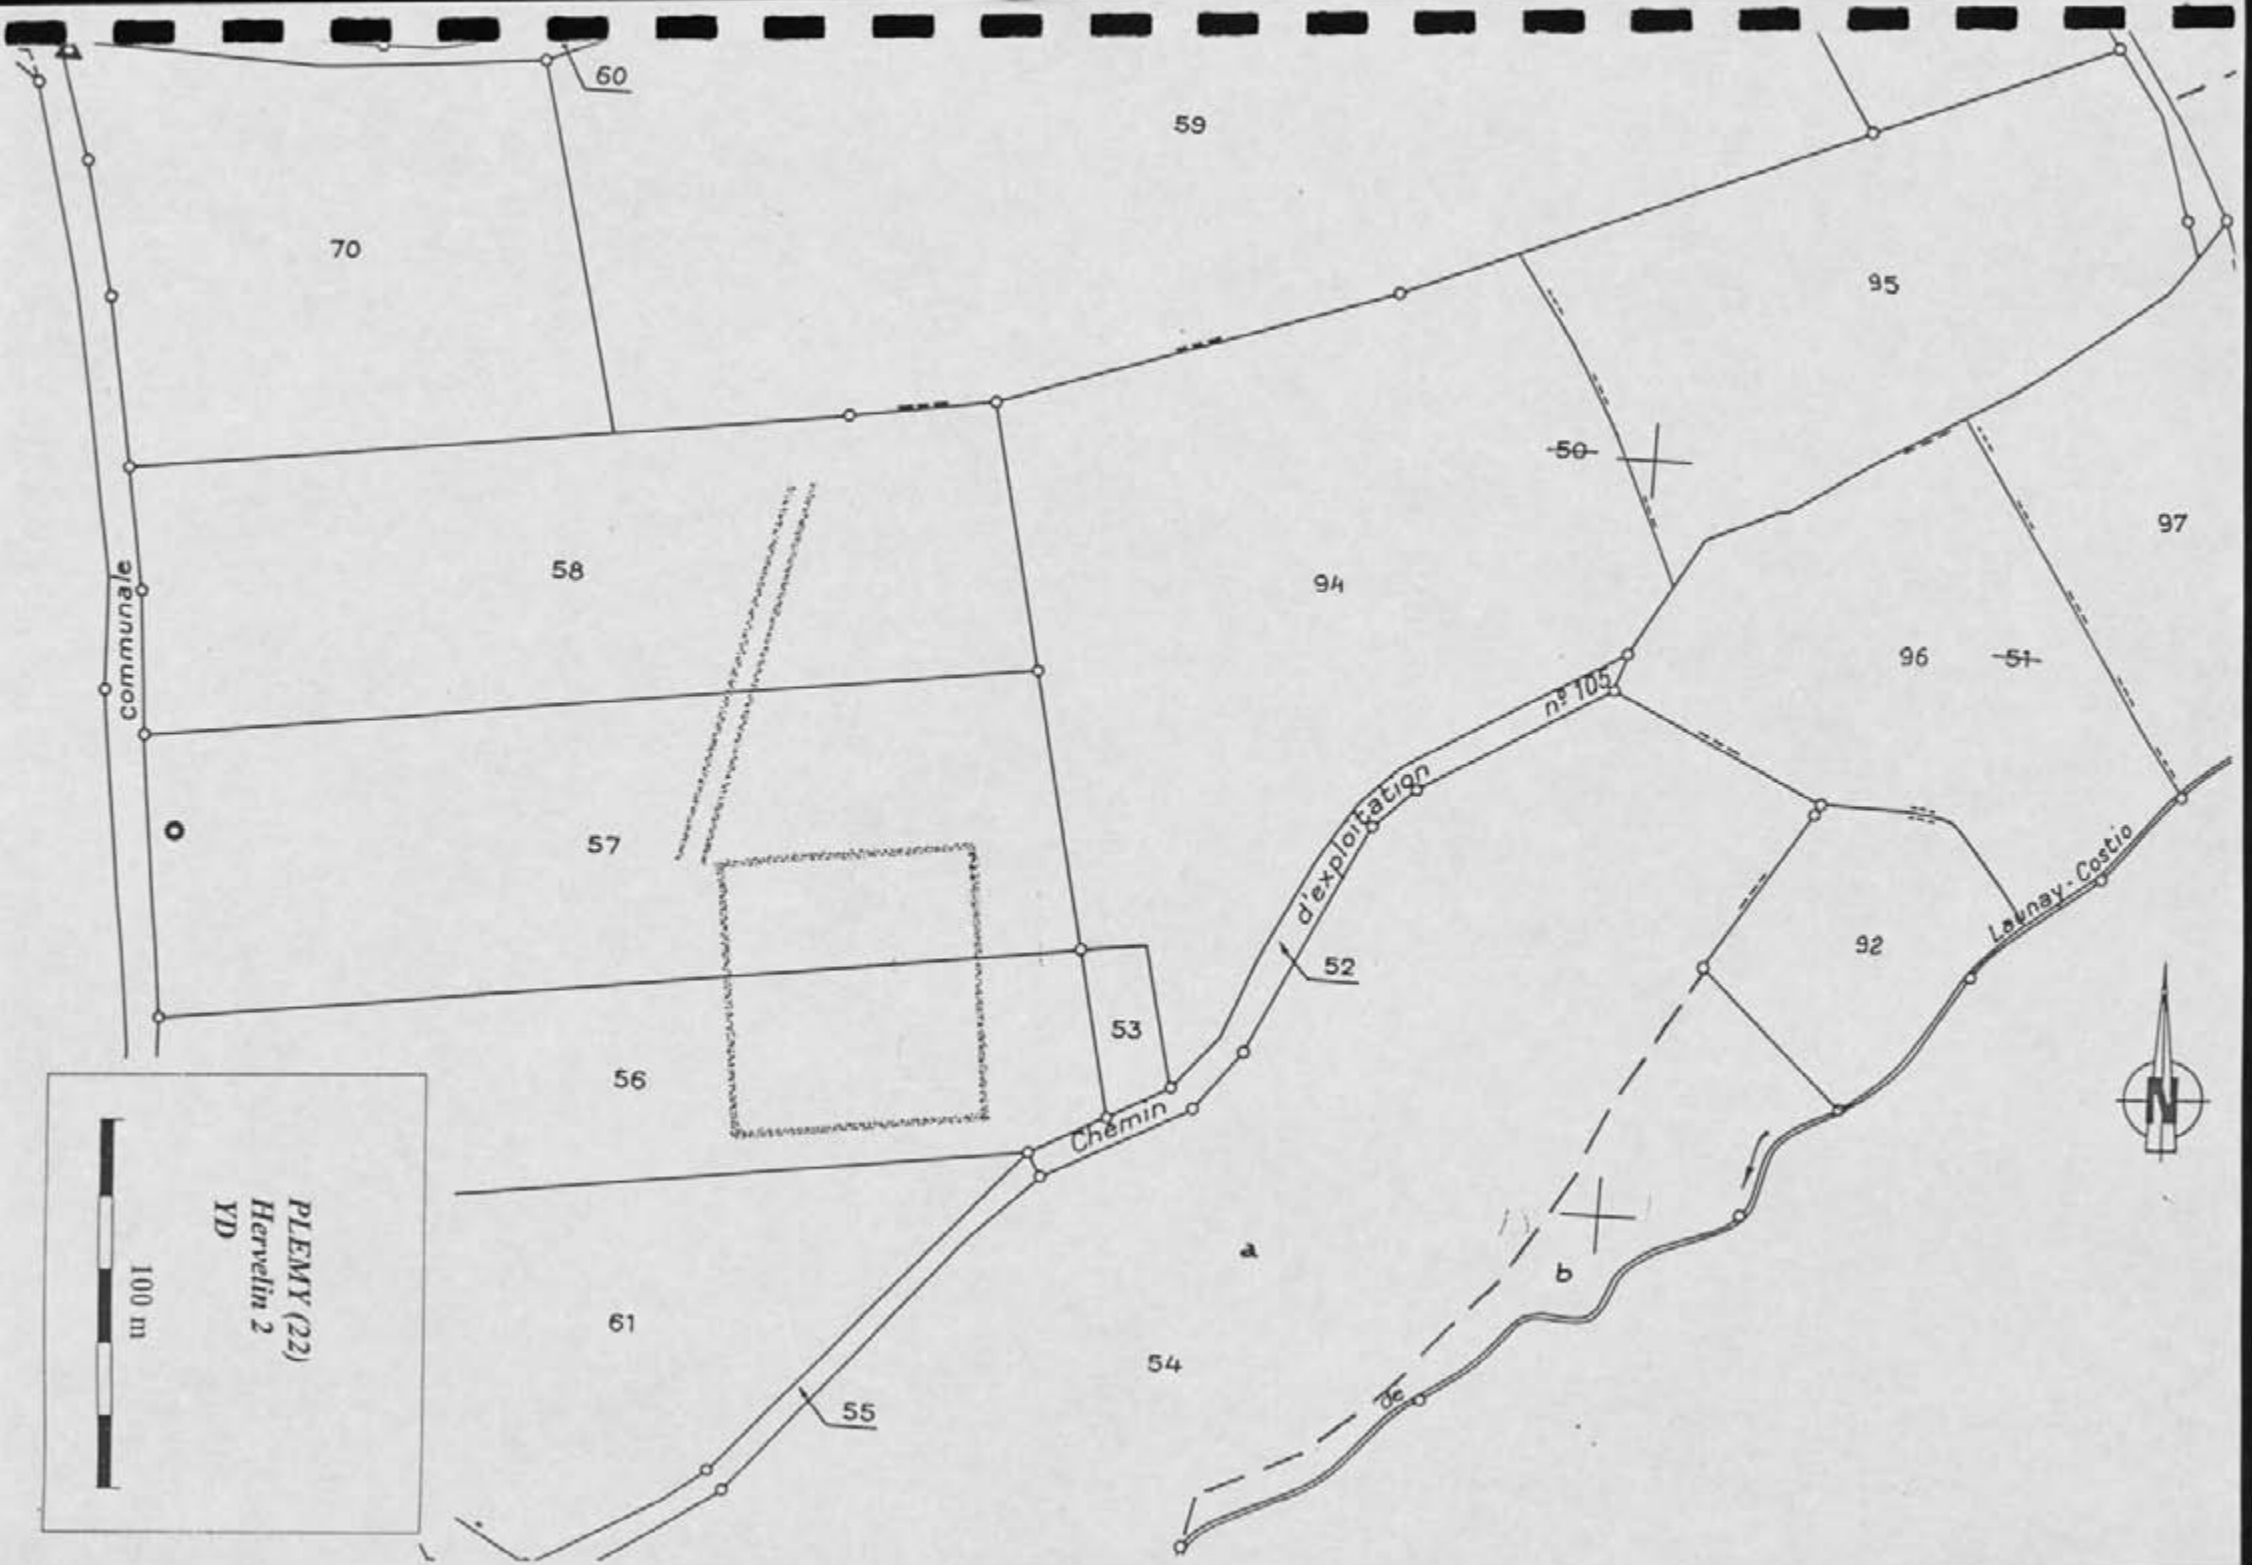 60
59
70
95
50
97
58
94
communale
96
51
nº 105
57
d'exploitation
Launay-Costio
92
52
53
56
Chemin
N
a
b
61
54
de
55
PLEMY (22)
Hervelin 2
YD
100 m